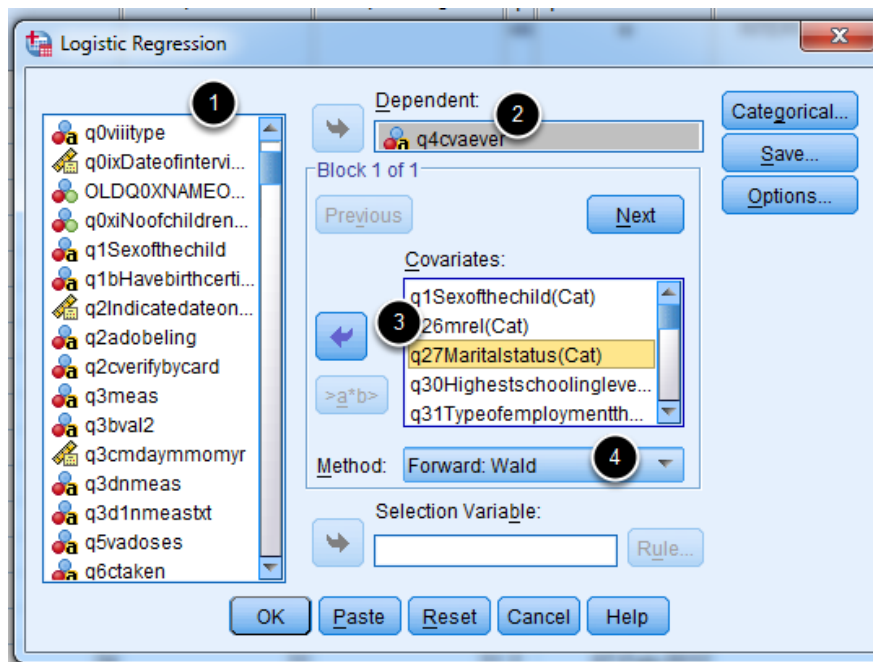 Logistic Regression
x
1
q0viiitype
q0ixDateofintervi...
OLDQ0XNAMEO...
q0xiNoofchildren...
q1Sexofthechild
q1bHavebirthcerti...
q2Indicatedateon...
q2adobeling
q2cverifybycard
q3meas
q3bval2
q3cmdaymmomyr
q3dnmeas
q3d1nmeastxt
q5vadoses
q6ctaken
Dependent:
q4cvaever
2
Block 1 of 1
Previous
Next
Covariates:
q1Sexofthechild(Cat)
q26mrel(Cat)
q27Maritalstatus(Cat)
q30Highestschoolingleve...
q31Typeofemploymentth...
3
>a*b>
Method:
Forward: Wald
4
Selection Variable:
Rule...
Categorical...
Save...
Options...
OK
Paste
Reset
Cancel
Help